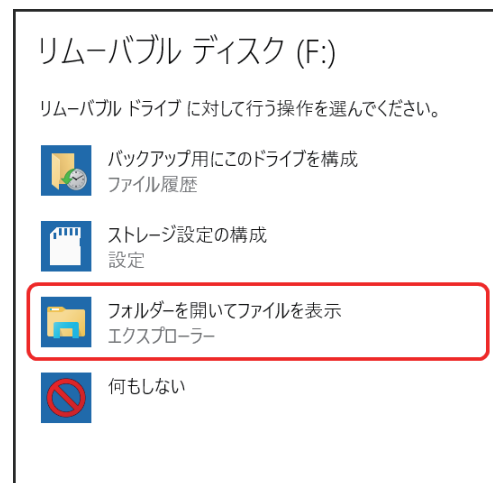 リムーバブル ディスク (F:)
リムーバブル ドライブ に対して行う操作を選んでください。
バックアップ用にこのドライブを構成
ファイル履歴
ストレージ設定の構成
設定
フォルダーを開いてファイルを表示
エクスプローラー
何もしない